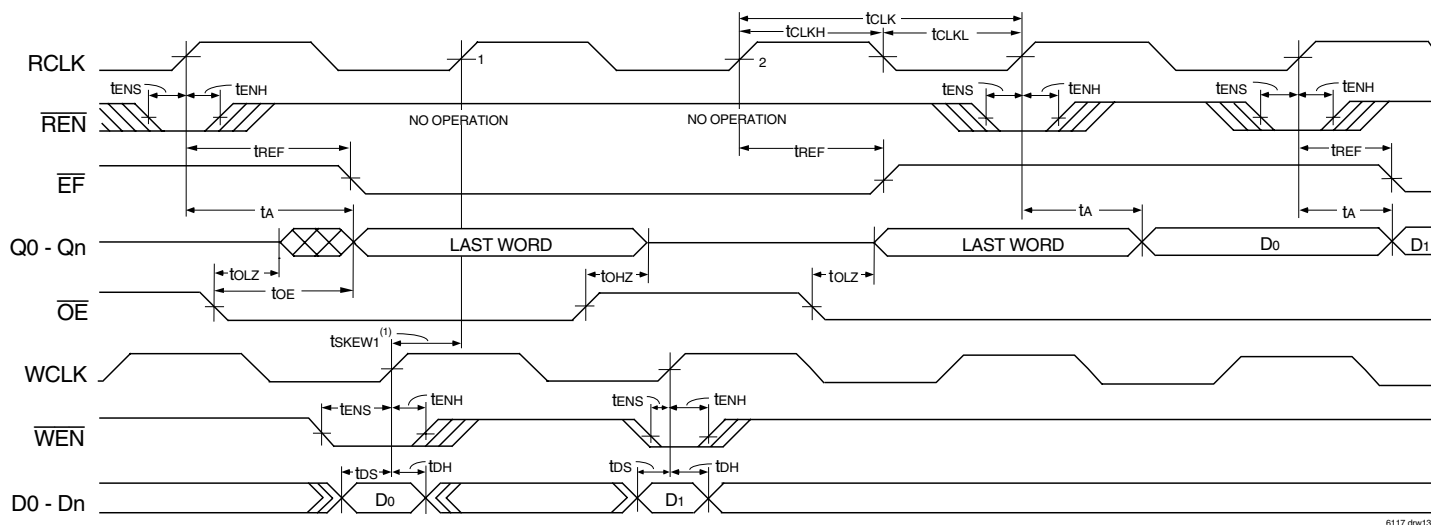 tCLK
tCLKH tCLKL
RCLK 1 2
tENS tENH tENS tENH tENS tENH
REN NO OPERATION NO OPERATION
tREF tREF tREF
EF
tA tA tA
Q0 - Qn LAST WORD LAST WORD D0 D1
tOLZ tOHZ tOLZ
tOE
OE
tSKEW1(1)
WCLK
tENS tENH tENS tENH
WEN
tDS tDH tDS tDH
D0 - Dn D0 D1
6117 drw13